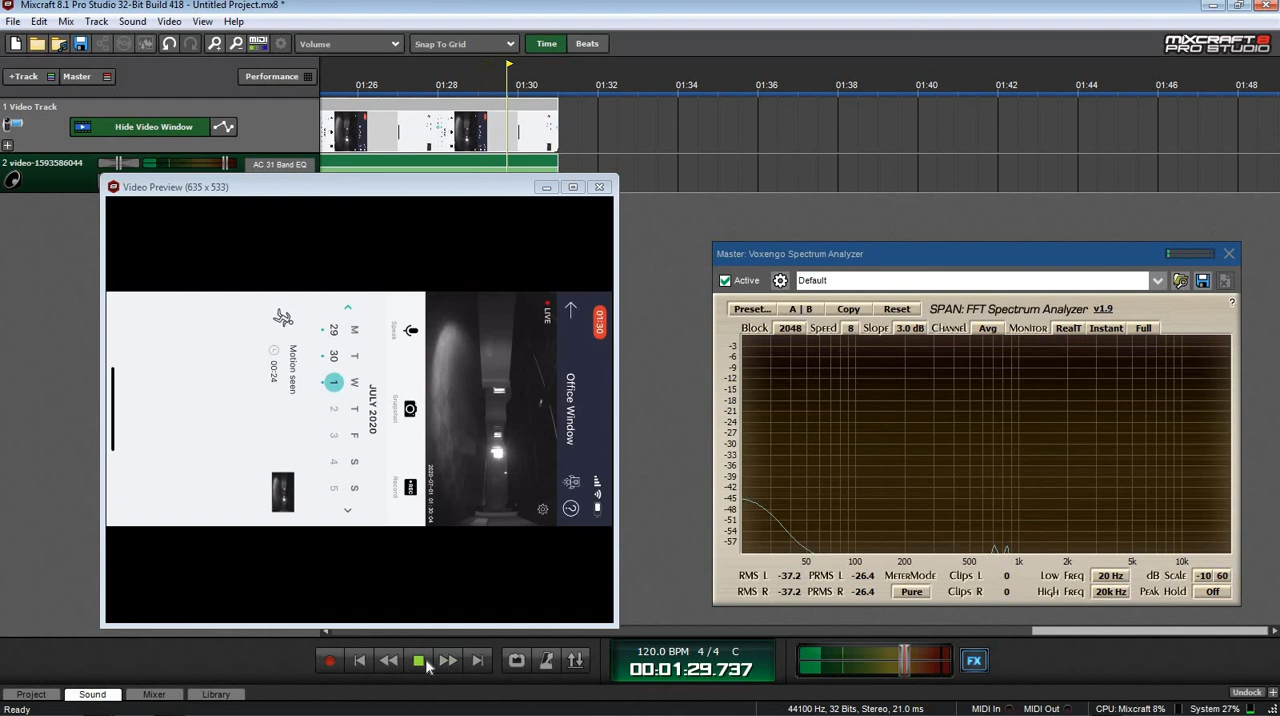 Mixcraft 8.1 Pro Studio 32-Bit Build 418 - Untitled Project.mx8 *
File Edit Mix Track Sound Video View Help
Volume Snap To Grid Time Beats MIXCRAFT 8 PRO STUDIO
+Track Master Performance
01:26 01:28 01:30 01:32 01:34 01:36 01:38 01:40 01:42 01:44 01:46 01:48
1 Video Track
Hide Video Window
2 video-1593586044 AC 31 Band EQ
Video Preview (635 x 533)
01:30
Office Window
LIVE
2020-07-01 01:30:04
Speak Snapshot REC Record
JULY 2020
M T W T F S S
29 30 1 2 3 4 5
Motion seen
00:24
Master: Voxengo Spectrum Analyzer
Active Default
Preset... A | B Copy Reset SPAN: FFT Spectrum Analyzer v1.9 ?
Block 2048 Speed 8 Slope 3.0 dB Channel Avg Monitor RealT Instant Full
-3
-6
-9
-12
-15
-18
-21
-24
-27
-30
-33
-36
-39
-42
-45
-48
-51
-54
-57
50 100 200 500 1k 2k 5k 10k
RMS L -37.2 PRMS L -26.4 MeterMode Clips L 0 Low Freq 20 Hz dB Scale -10 60
RMS R -37.2 PRMS R -26.4 Pure Clips R 0 High Freq 20k Hz Peak Hold Off
120.0 BPM 4 / 4 C
00:01:29.737
FX
Project Sound Mixer Library Undock
Ready 44100 Hz, 32 Bits, Stereo, 21.0 ms MIDI In MIDI Out CPU: Mixcraft 8% System 27%